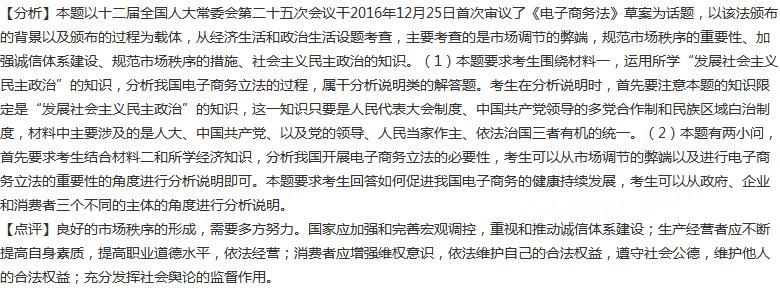 【分析】本题以十二届全国人大常委会第二十五次会议干2016年12月25日首次审议了《电子商务法》草案为话题，以该法颁布
的背景以及颁布的过程为载体，从经济生活和政治生活设题考查，主要考查的是市场调节的弊端，规范市场秩序的重要性、加
强诚信体系建设、规范市场秩序的措施、社会主义民主政治的知识。（1）本题要求考生围绕材料一，运用所学“发展社会主义
民主政治”的知识，分析我国电子商务立法的过程，属干分析说明类的解答题。考生在分析说明时，首先要注意本题的知识限
定是“发展社会主义民主政治”的知识，这一知识只要是人民代表大会制度、中国共产党领导的多党合作制和民族区域自治制
度，材料中主要涉及的是人大、中国共产党、以及党的领导、人民当家作主、依法治国三者有机的统一。（2）本题有两小问，
首先要求考生结合材料二和所学经济知识，分析我国开展电子商务立法的必要性，考生可以从市场调节的弊端以及进行电子商
务立法的重要性的角度进行分析说明即可。本题要求考生回答如何促进我国电子商务的健康持续发展，考生可以从政府、企业
和消费者三个不同的主体的角度进行分析说明。
【点评】良好的市场秩序的形成，需要多方努力。国家应加强和完善宏观调控，重视和推动诚信体系建设；生产经营者应不断
提高自身素质，提高职业道德水平，依法经营；消费者应增强维权意识，依法维护自己的合法权益，遵守社会公德，维护他人
的合法权益；充分发挥社会舆论的监督作用。